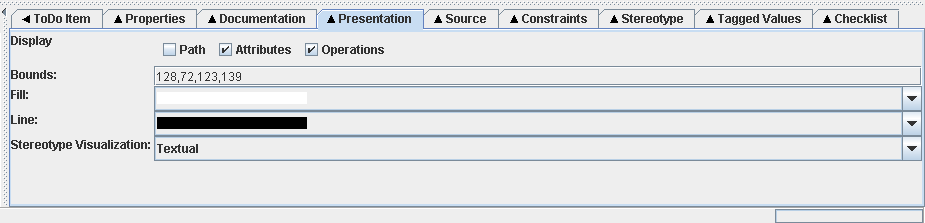 ToDo Item Properties Documentation Presentation Source Constraints Stereotype Tagged Values Checklist
Display
Path Attributes Operations
Bounds: 128,72,123,139
Fill:
Line:
Stereotype Visualization: Textual